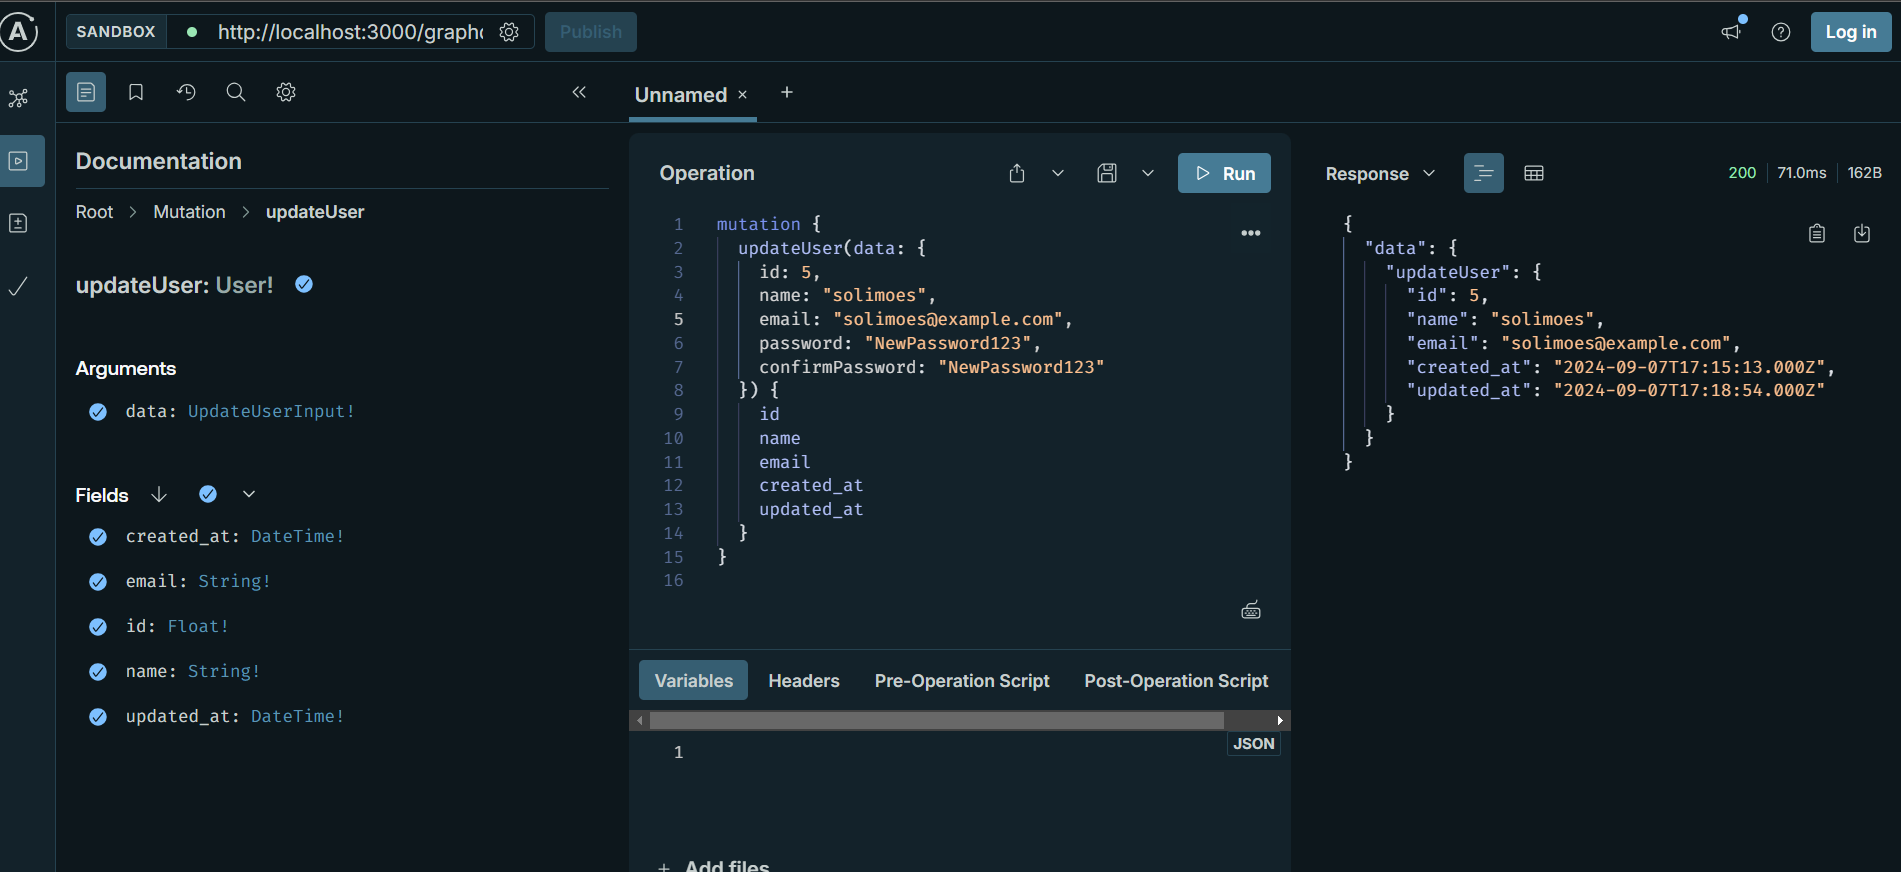 A SANDBOX http://localhost:3000/graphq Publish Log in
Unnamed × +
Documentation
Root > Mutation > updateUser
updateUser: User!
Arguments
data: UpdateUserInput!
Fields
created_at: DateTime!
email: String!
id: Float!
name: String!
updated_at: DateTime!
Operation
Run
1 mutation {
2 updateUser(data: {
3 id: 5,
4 name: "solimoes",
5 email: "solimoes@example.com",
6 password: "NewPassword123",
7 confirmPassword: "NewPassword123"
8 }) {
9 id
10 name
11 email
12 created_at
13 updated_at
14 }
15 }
16
Variables Headers Pre-Operation Script Post-Operation Script
1
JSON
+ Add files
Response 200 71.0ms 162B
{
"data": {
"updateUser": {
"id": 5,
"name": "solimoes",
"email": "solimoes@example.com",
"created_at": "2024-09-07T17:15:13.000Z",
"updated_at": "2024-09-07T17:18:54.000Z"
}
}
}